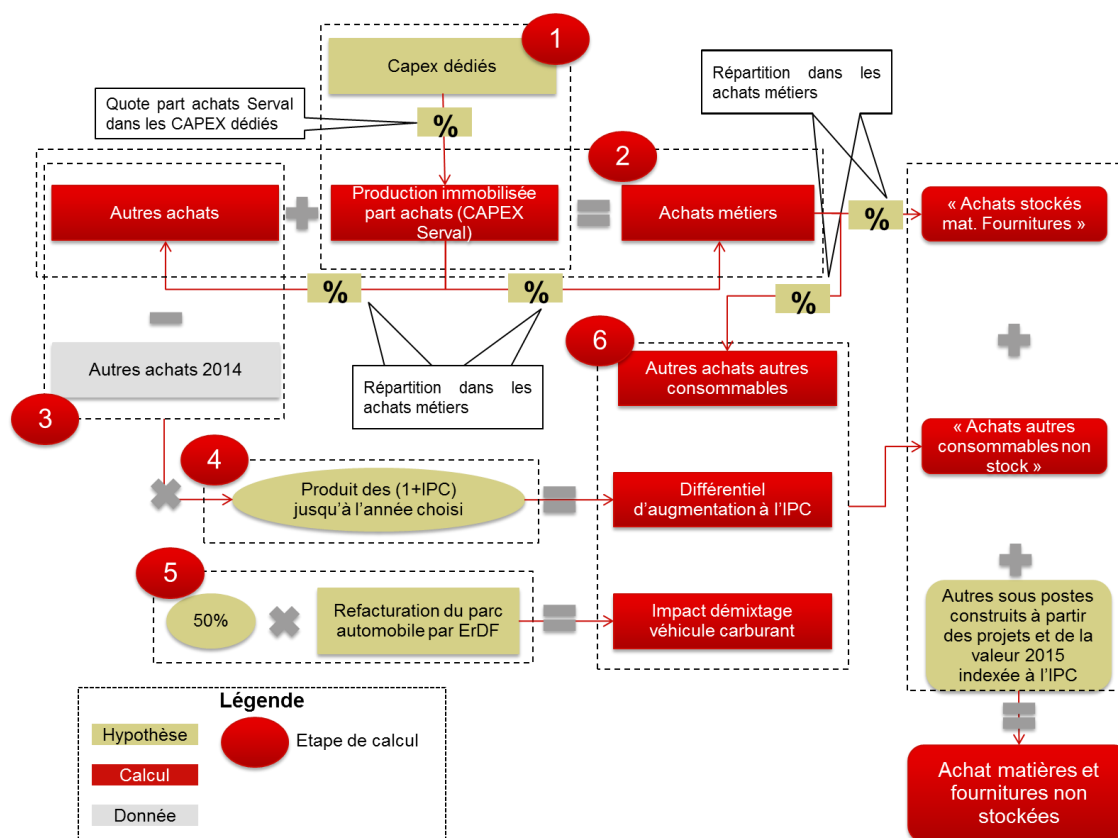 1
Capex dédiés
Répartition dans les
achats métiers
Quote part achats Serval
dans les CAPEX dédiés
%
2
Autres achats
Production immobilisée
part achats (CAPEX
Serval)
Achats métiers
%
« Achats stockés
mat. Fournitures »
%
%
%
6
Autres achats 2014
Répartition dans les
achats métiers
Autres achats autres
consommables
3
« Achats autres
consommables non
stock »
4
Produit des (1+IPC)
jusqu'à l'année choisi
Différentiel
d'augmentation à l'IPC
5
50%
Refacturation du parc
automobile par ErDF
Impact démixtage
véhicule carburant
Autres sous postes
construits à partir
des projets et de la
valeur 2015
indexée à l'IPC
Légende
Hypothèse
Etape de calcul
Calcul
Donnée
Achat matières et
fournitures non
stockées